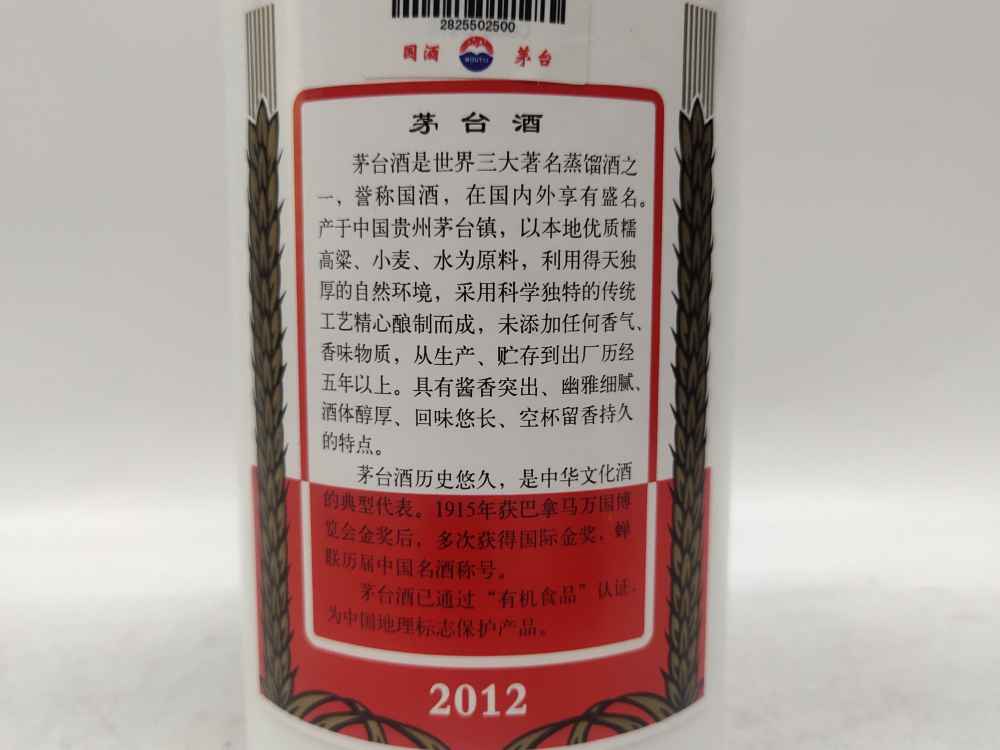 2825502500
国酒 MOUTAI 茅台
茅台酒
茅台酒是世界三大著名蒸馏酒之
一，誉称国酒，在国内外享有盛名。
产于中国贵州茅台镇，以本地优质糯
高粱、小麦、水为原料，利用得天独
厚的自然环境，采用科学独特的传统
工艺精心酿制而成，未添加任何香气、
香味物质，从生产、贮存到出厂历经
五年以上。具有酱香突出、幽雅细腻、
酒体醇厚、回味悠长、空杯留香持久
的特点。
茅台酒历史悠久，是中华文化酒
的典型代表。1915年获巴拿马万国博
览会金奖后，多次获得国际金奖，蝉
联历届中国名酒称号。
茅台酒已通过“有机食品”认证，
为中国地理标志保护产品。
2012